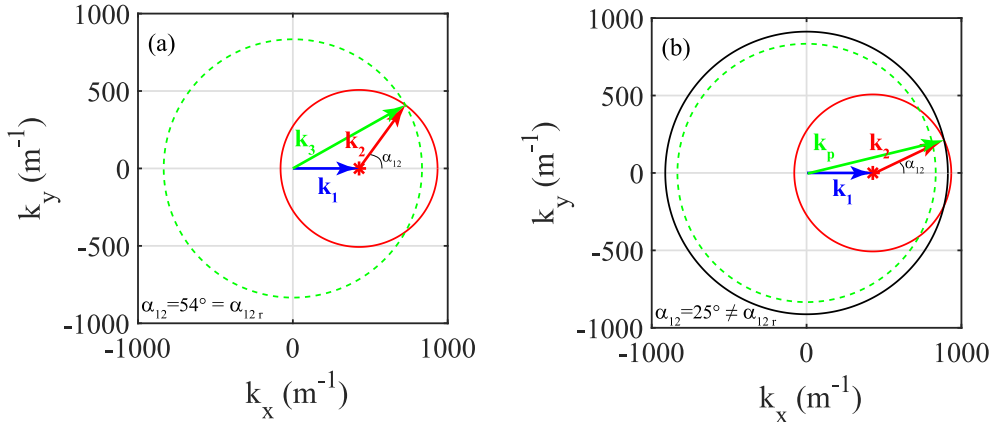 (a)
1000
500
0
-500
-1000
k_y (m^-1)
k_3
k_2
α_12
k_1
α_12=54° = α_12 r
-1000 0 1000
k_x (m^-1)
(b)
1000
500
0
-500
-1000
k_y (m^-1)
k_p
k_2
α_12
k_1
α_12=25° ≠ α_12 r
-1000 0 1000
k_x (m^-1)